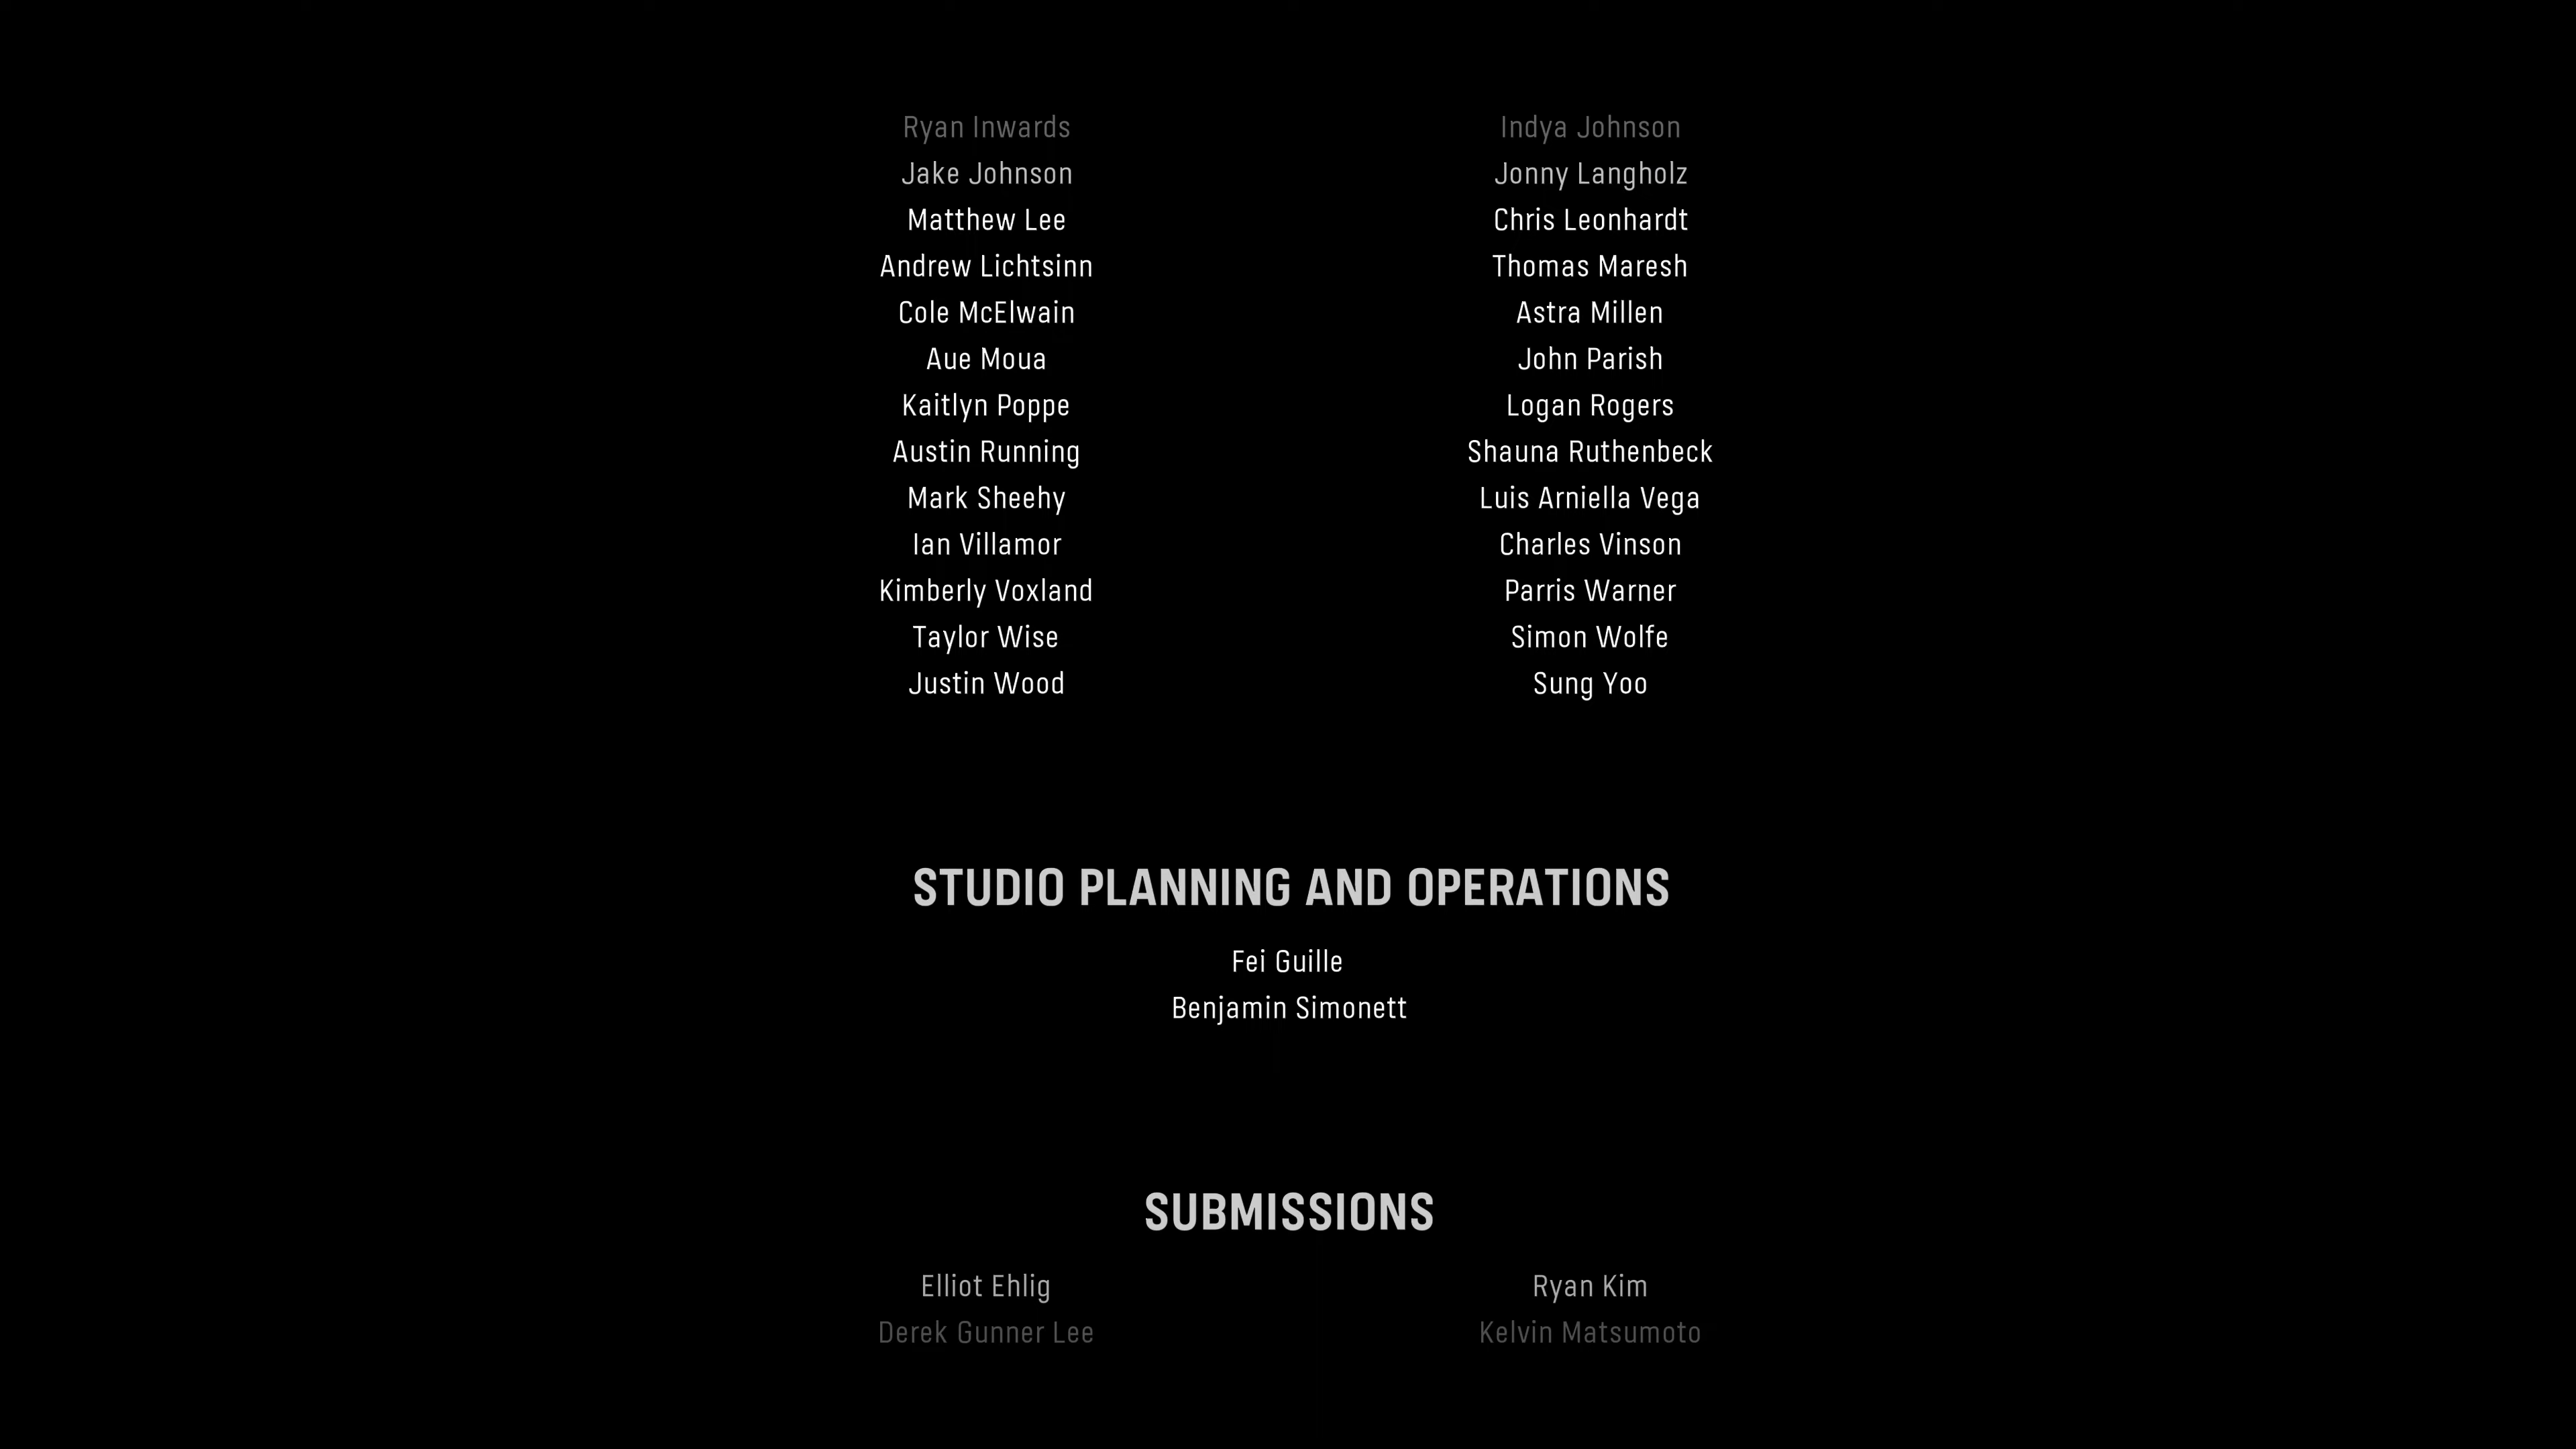 Ryan Inwards Indya Johnson
Jake Johnson Jonny Langholz
Matthew Lee Chris Leonhardt
Andrew Lichtsinn Thomas Maresh
Cole McElwain Astra Millen
Aue Moua John Parish
Kaitlyn Poppe Logan Rogers
Austin Running Shauna Ruthenbeck
Mark Sheehy Luis Arniella Vega
Ian Villamor Charles Vinson
Kimberly Voxland Parris Warner
Taylor Wise Simon Wolfe
Justin Wood Sung Yoo
STUDIO PLANNING AND OPERATIONS
Fei Guille
Benjamin Simonett
SUBMISSIONS
Elliot Ehlig Ryan Kim
Derek Gunner Lee Kelvin Matsumoto